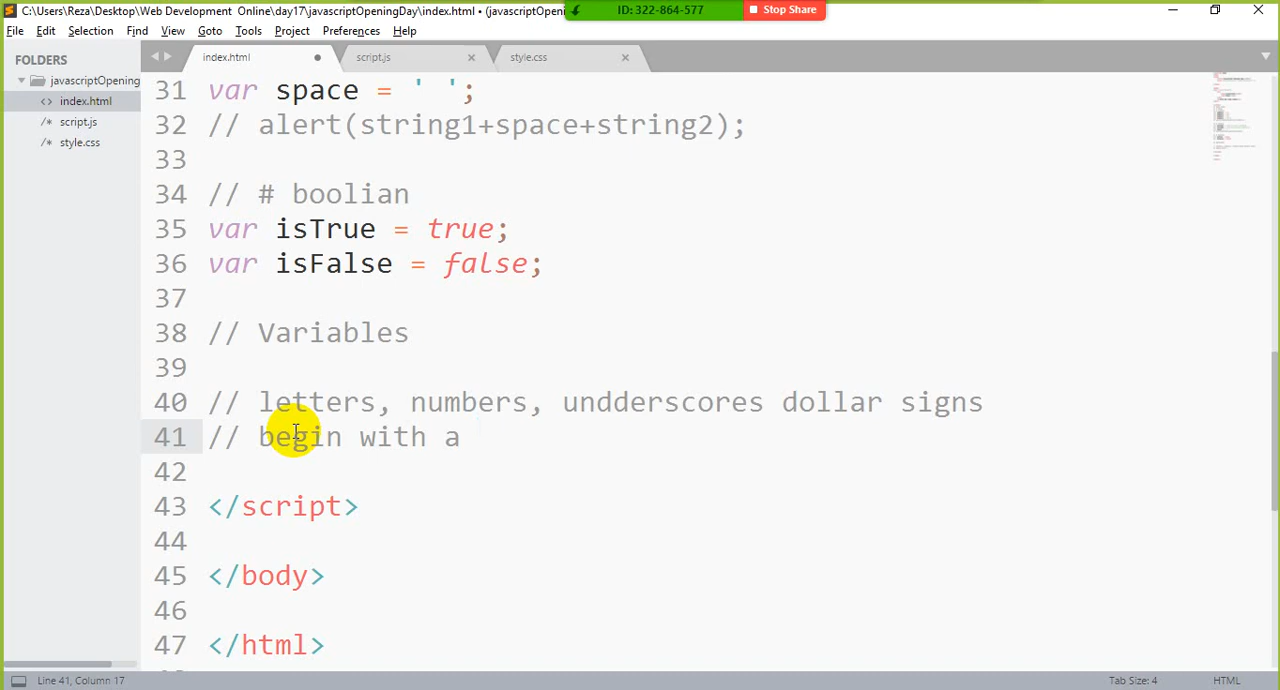 C:\Users\Reza\Desktop\Web Development Online\day17\javascriptOpeningDay\index.html • (javascriptOpeni
ID: 322-864-577
Stop Share
File Edit Selection Find View Goto Tools Project Preferences Help
FOLDERS
javascriptOpening
<> index.html
/* script.js
/* style.css
index.html
script.js
style.css
31 var space = ' ';
32 // alert(string1+space+string2);
33
34 // # boolian
35 var isTrue = true;
36 var isFalse = false;
37
38 // Variables
39
40 // letters, numbers, undderscores dollar signs
41 // begin with a
42
43 </script>
44
45 </body>
46
47 </html>
Line 41, Column 17
Tab Size: 4
HTML